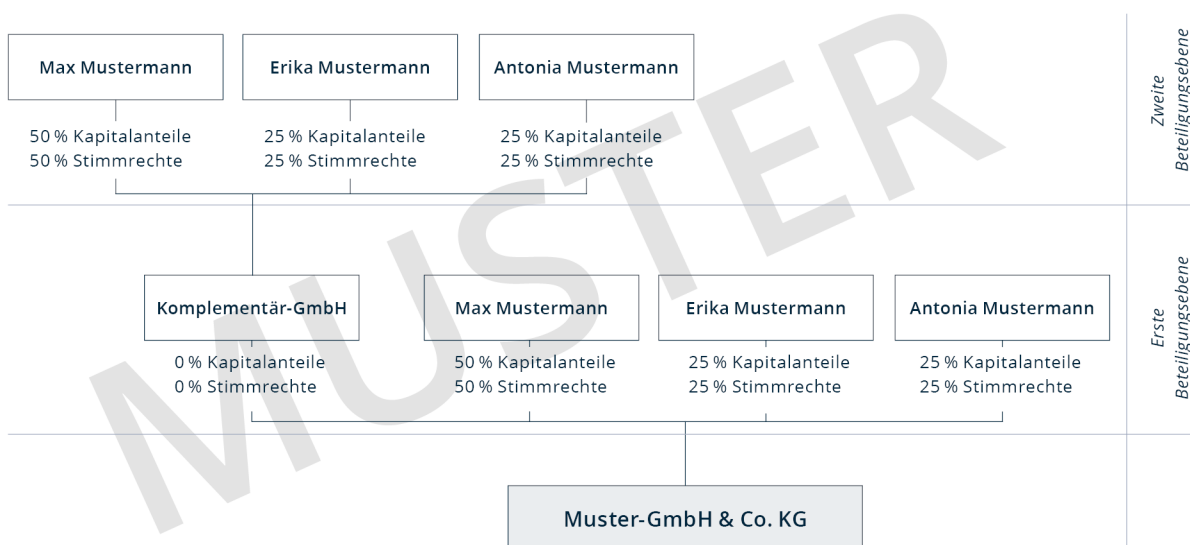 Max Mustermann
Erika Mustermann
Antonia Mustermann
50 % Kapitalanteile
50 % Stimmrechte
25 % Kapitalanteile
25 % Stimmrechte
25 % Kapitalanteile
25 % Stimmrechte
Zweite
Beteiligungsebene
Komplementär-GmbH
Max Mustermann
Erika Mustermann
Antonia Mustermann
0 % Kapitalanteile
0 % Stimmrechte
50 % Kapitalanteile
50 % Stimmrechte
25 % Kapitalanteile
25 % Stimmrechte
25 % Kapitalanteile
25 % Stimmrechte
Erste
Beteiligungsebene
Muster-GmbH & Co. KG
MUSTER